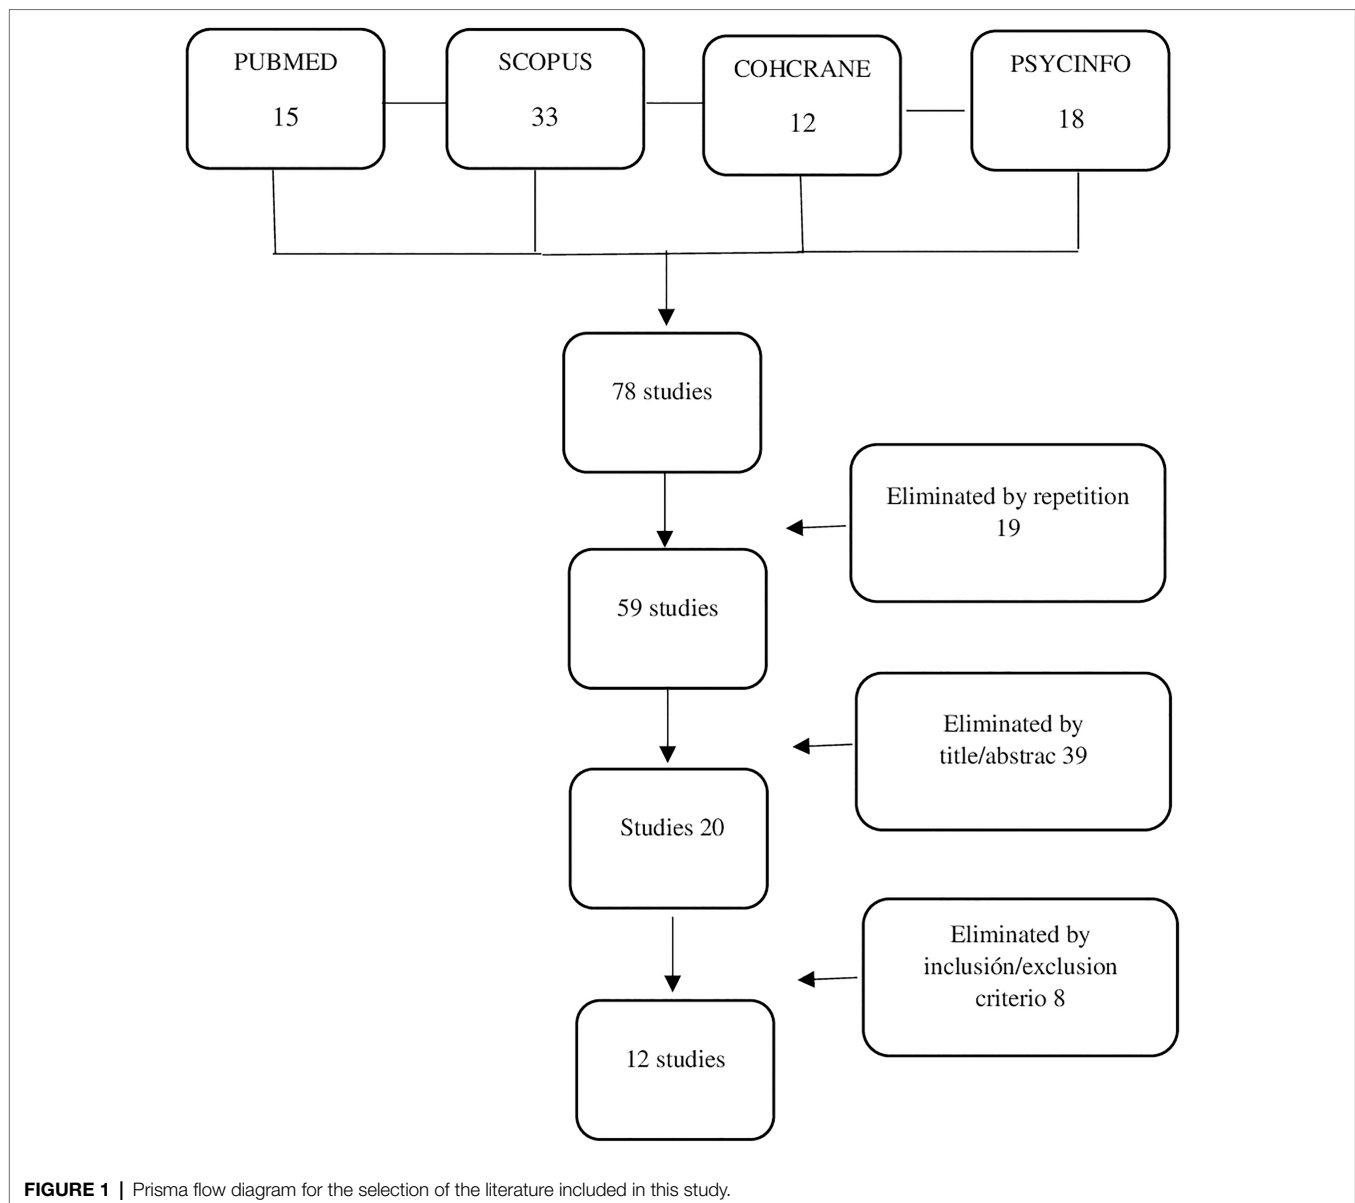 PUBMED
15
SCOPUS
33
COHCRANE
12
PSYCINFO
18
78 studies
Eliminated by repetition
19
59 studies
Eliminated by
title/abstrac 39
Studies 20
Eliminated by
inclusión/exclusion
criterio 8
12 studies
FIGURE 1 | Prisma flow diagram for the selection of the literature included in this study.